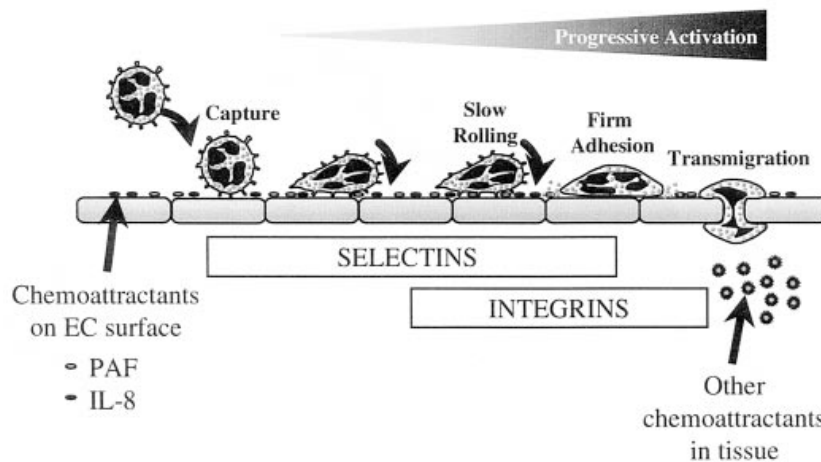 Progressive Activation
Capture
Slow
Rolling
Firm
Adhesion
Transmigration
SELECTINS
INTEGRINS
Chemoattractants
on EC surface
PAF
IL-8
Other
chemoattractants
in tissue